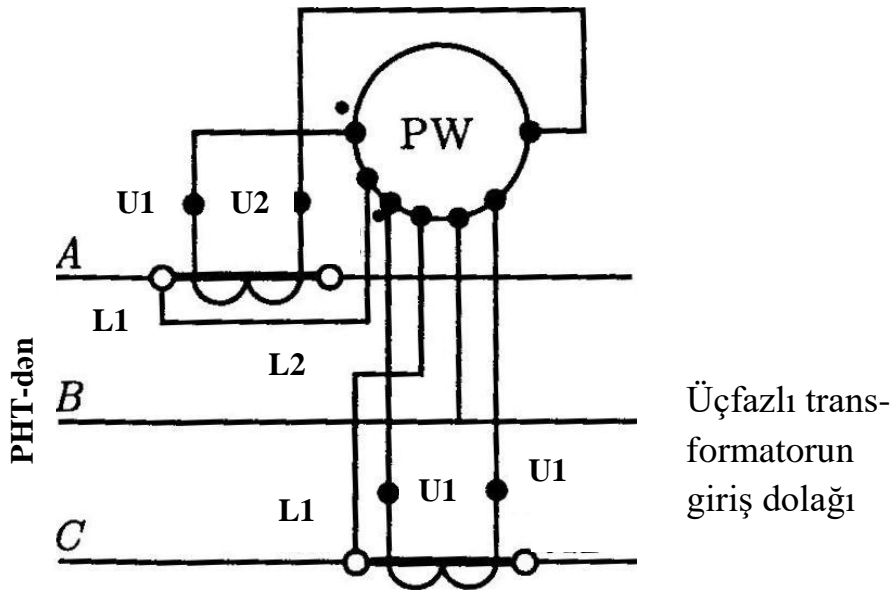 PW
U1 U2
A
L1
L2
PHT-dən
B
Üçfazlı trans-
formatorun
giriş dolağı
L1 U1 U1
C